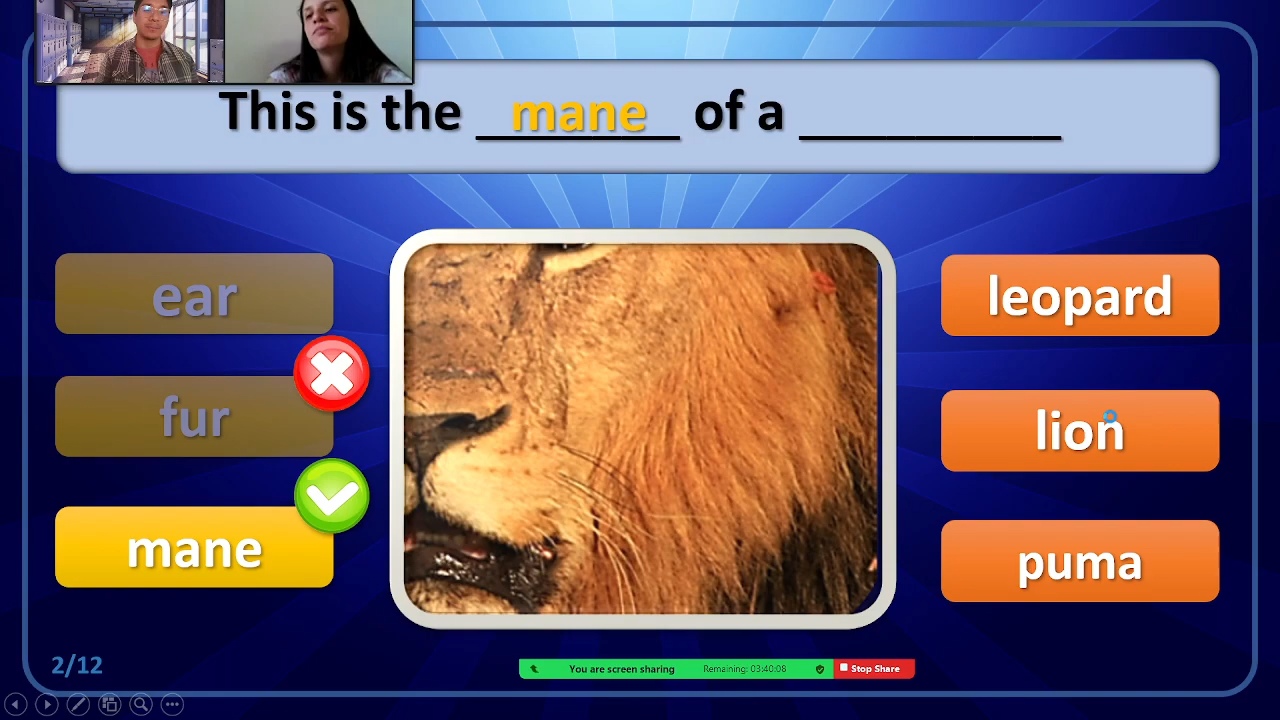 This is the mane of a ____________
ear
fur
mane
leopard
lion
puma
2/12
You are screen sharing Remaining: 03:40:08 Stop Share